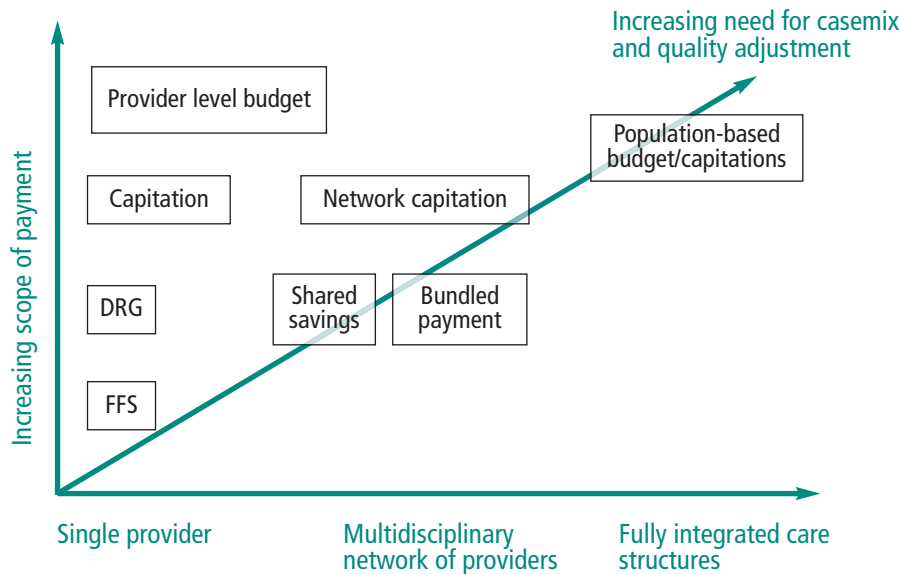 Increasing need for casemix
and quality adjustment
Provider level budget
Population-based
budget/capitations
Capitation
Network capitation
Increasing scope of payment
DRG
Shared
savings
Bundled
payment
FFS
Single provider
Multidisciplinary
network of providers
Fully integrated care
structures